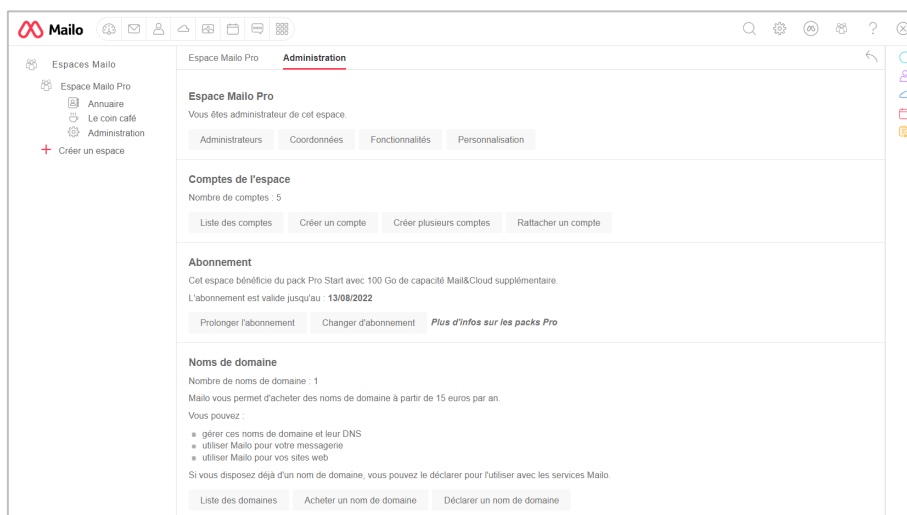 Mailo
Espaces Mailo
Espace Mailo Pro
Annuaire
Le coin café
Administration
Créer un espace
Espace Mailo Pro Administration
Espace Mailo Pro
Vous êtes administrateur de cet espace.
Administrateurs Coordonnées Fonctionnalités Personnalisation
Comptes de l'espace
Nombre de comptes : 5
Liste des comptes Créer un compte Créer plusieurs comptes Rattacher un compte
Abonnement
Cet espace bénéficie du pack Pro Start avec 100 Go de capacité Mail&Cloud supplémentaire.
L'abonnement est valide jusqu'au : 13/08/2022
Prolonger l'abonnement Changer d'abonnement Plus d'infos sur les packs Pro
Noms de domaine
Nombre de noms de domaine : 1
Mailo vous permet d'acheter des noms de domaine à partir de 15 euros par an.
Vous pouvez :
gérer ces noms de domaine et leur DNS
utiliser Mailo pour votre messagerie
utiliser Mailo pour vos sites web
Si vous disposez déjà d'un nom de domaine, vous pouvez le déclarer pour l'utiliser avec les services Mailo.
Liste des domaines Acheter un nom de domaine Déclarer un nom de domaine